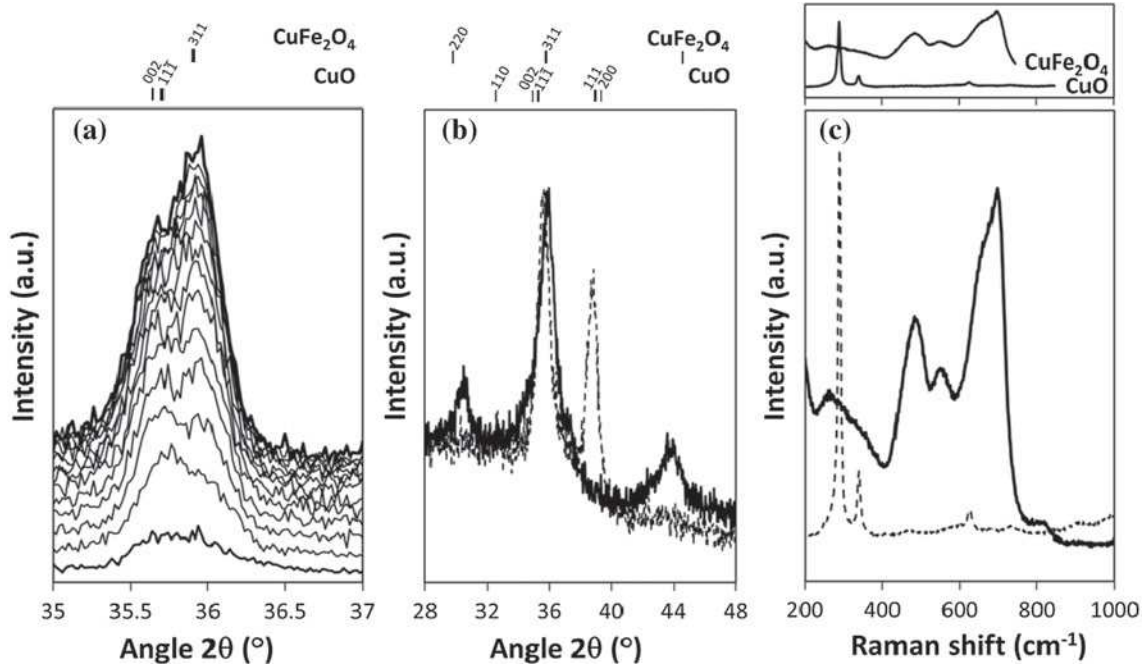 311
CuFe₂O₄
002
111̄
CuO
(a)
Intensity (a.u.)
35 35.5 36 36.5 37
Angle 2θ (°)
220
311
CuFe₂O₄
110
002
111̄
111
200
CuO
(b)
Intensity (a.u.)
28 32 36 40 44 48
Angle 2θ (°)
CuFe₂O₄
CuO
(c)
Intensity (a.u.)
200 400 600 800 1000
Raman shift (cm⁻¹)